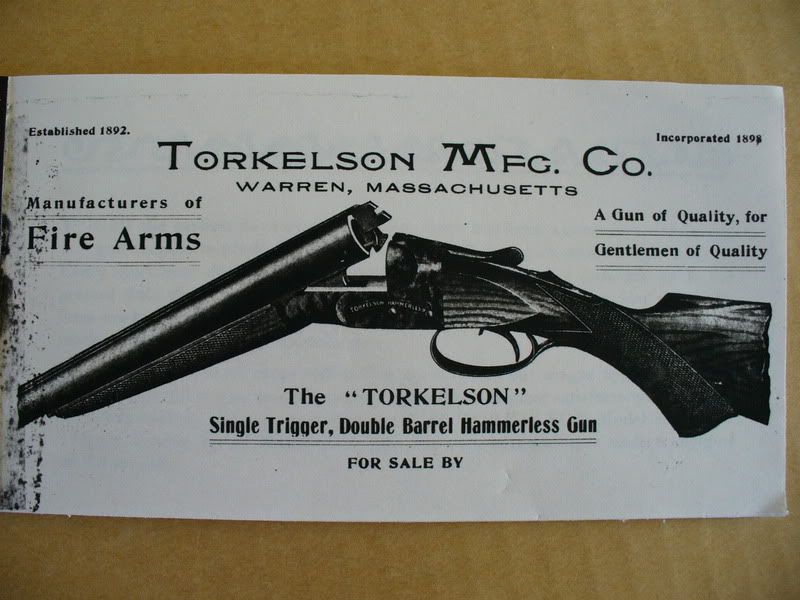 Established 1892.
Incorporated 1898
TORKELSON MFG. CO.
WARREN, MASSACHUSETTS
Manufacturers of
Fire Arms
A Gun of Quality, for
Gentlemen of Quality
TORKELSON HAMMERLESS
The "TORKELSON"
Single Trigger, Double Barrel Hammerless Gun
FOR SALE BY